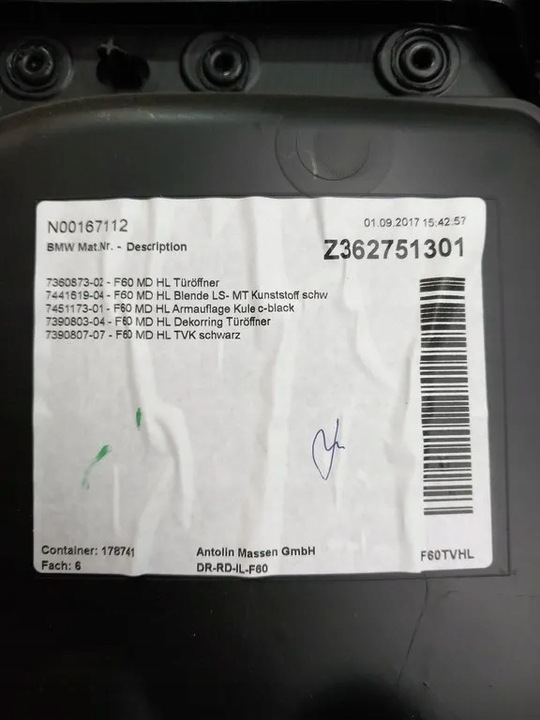 N00167112
01.09.2017 15:42:57
BMW Mat.Nr. - Description
Z362751301
7360873-02 - F60 MD HL Türöffner
7441619-04 - F60 MD HL Blende LS- MT Kunststoff schw
7451173-01 - F60 MD HL Armauflage Kule c-black
7390803-04 - F60 MD HL Dekorring Türöffner
7390807-07 - F60 MD HL TVK schwarz
Container: 178741
Antolin Massen GmbH
F60TVHL
Fach: 6
DR-RD-IL-F60